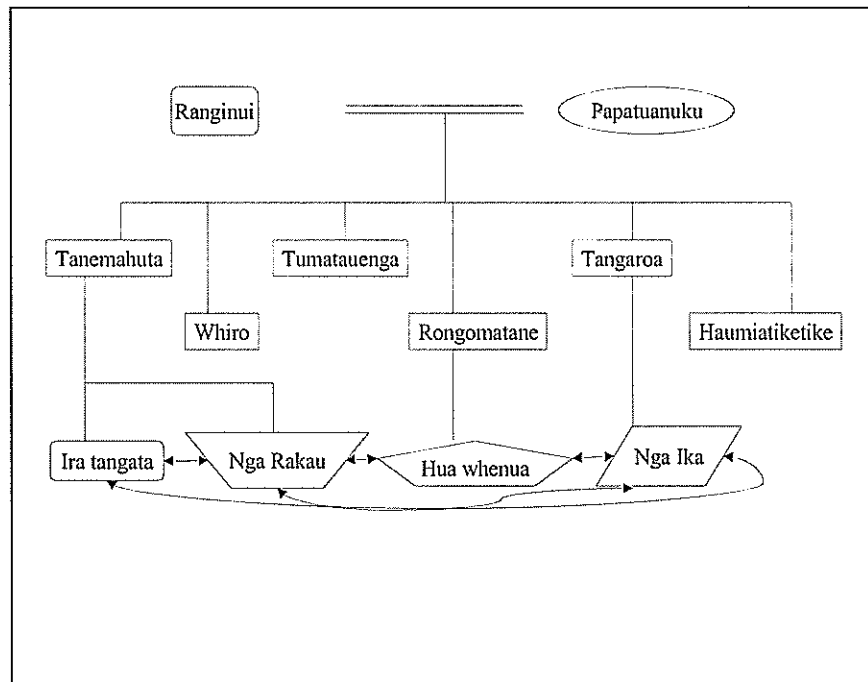 Ranginui
Papatuanuku
Tanemahuta
Tumatauenga
Tangaroa
Whiro
Rongomatane
Haumiatiketike
Ira tangata
Nga Rakau
Hua whenua
Nga Ika